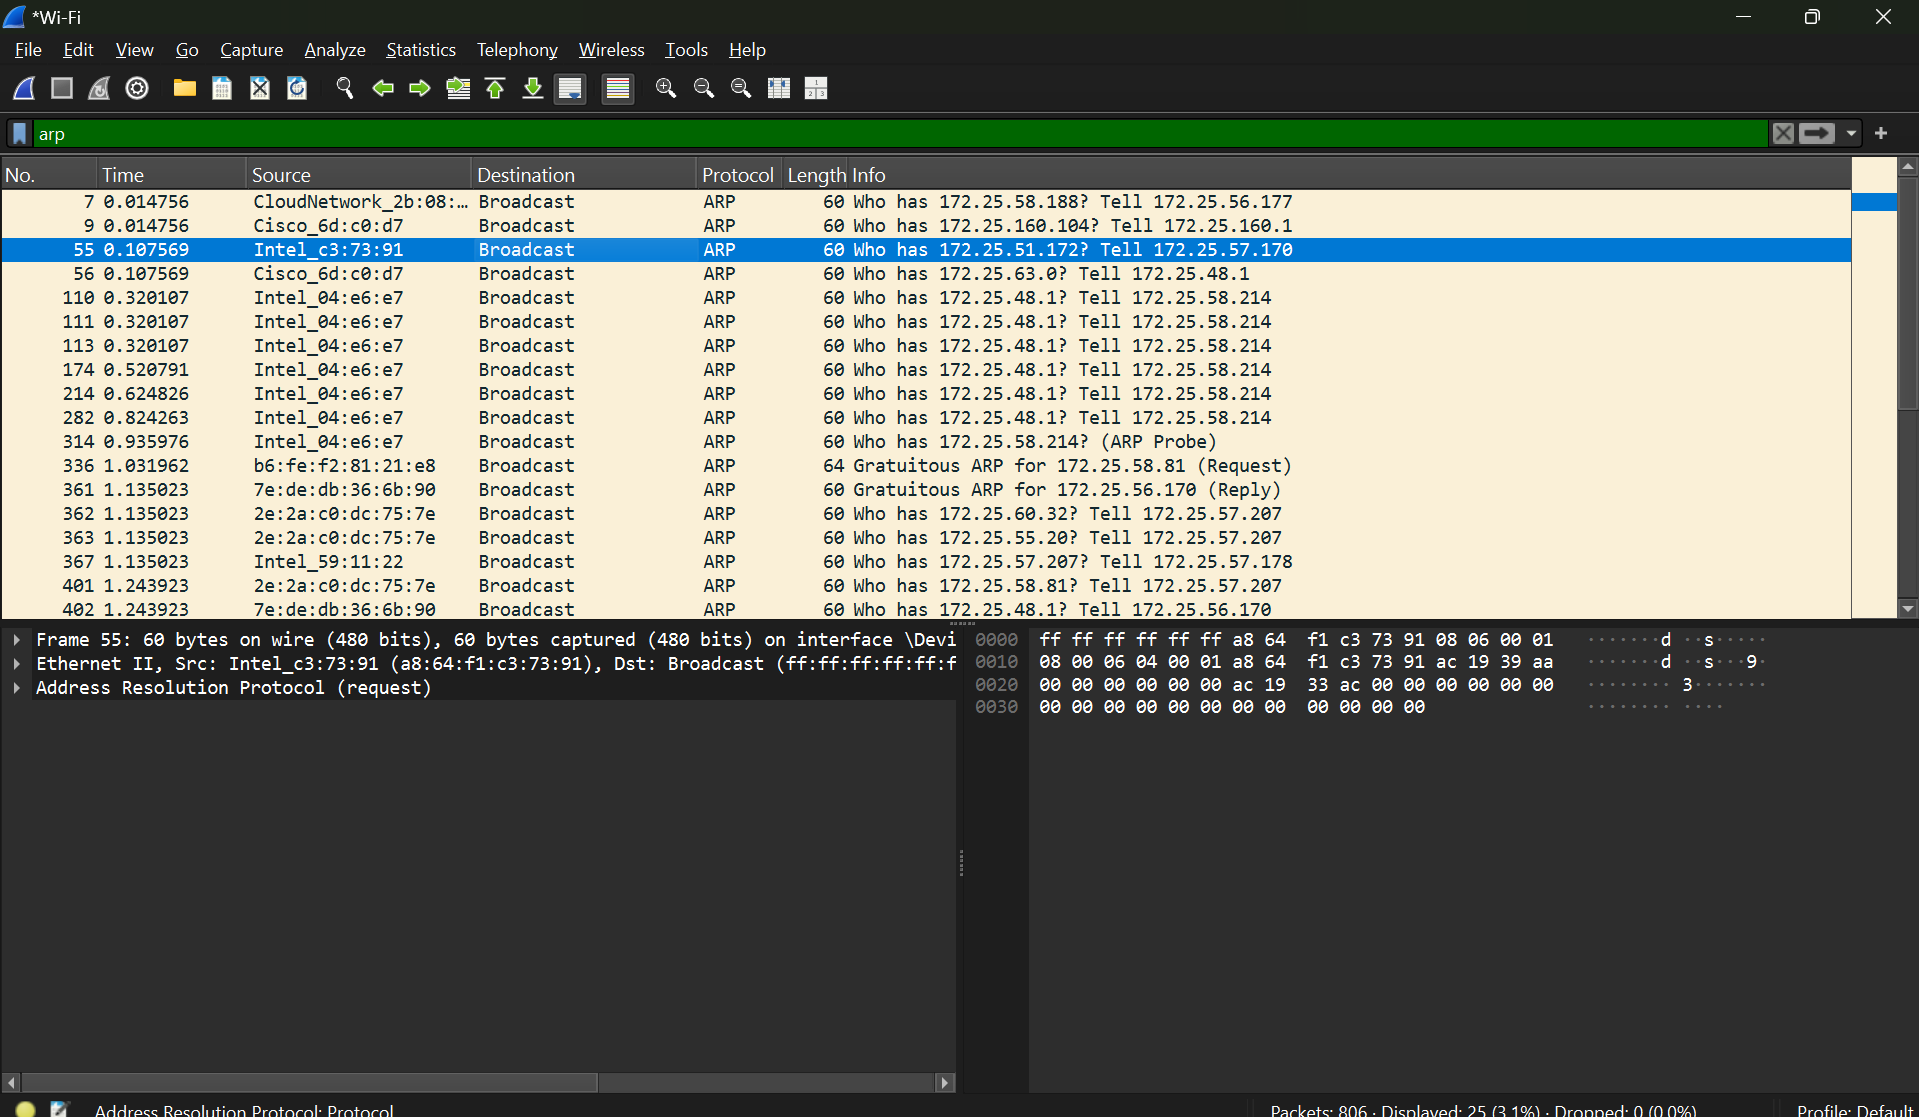 *Wi-Fi
File Edit View Go Capture Analyze Statistics Telephony Wireless Tools Help
arp
No. Time Source Destination Protocol Length Info
7 0.014756 CloudNetwork_2b:08:… Broadcast ARP 60 Who has 172.25.58.188? Tell 172.25.56.177
9 0.014756 Cisco_6d:c0:d7 Broadcast ARP 60 Who has 172.25.160.104? Tell 172.25.160.1
55 0.107569 Intel_c3:73:91 Broadcast ARP 60 Who has 172.25.51.172? Tell 172.25.57.170
56 0.107569 Cisco_6d:c0:d7 Broadcast ARP 60 Who has 172.25.63.0? Tell 172.25.48.1
110 0.320107 Intel_04:e6:e7 Broadcast ARP 60 Who has 172.25.48.1? Tell 172.25.58.214
111 0.320107 Intel_04:e6:e7 Broadcast ARP 60 Who has 172.25.48.1? Tell 172.25.58.214
113 0.320107 Intel_04:e6:e7 Broadcast ARP 60 Who has 172.25.48.1? Tell 172.25.58.214
174 0.520791 Intel_04:e6:e7 Broadcast ARP 60 Who has 172.25.48.1? Tell 172.25.58.214
214 0.624826 Intel_04:e6:e7 Broadcast ARP 60 Who has 172.25.48.1? Tell 172.25.58.214
282 0.824263 Intel_04:e6:e7 Broadcast ARP 60 Who has 172.25.48.1? Tell 172.25.58.214
314 0.935976 Intel_04:e6:e7 Broadcast ARP 60 Who has 172.25.58.214? (ARP Probe)
336 1.031962 b6:fe:f2:81:21:e8 Broadcast ARP 64 Gratuitous ARP for 172.25.58.81 (Request)
361 1.135023 7e:de:db:36:6b:90 Broadcast ARP 60 Gratuitous ARP for 172.25.56.170 (Reply)
362 1.135023 2e:2a:c0:dc:75:7e Broadcast ARP 60 Who has 172.25.60.32? Tell 172.25.57.207
363 1.135023 2e:2a:c0:dc:75:7e Broadcast ARP 60 Who has 172.25.55.20? Tell 172.25.57.207
367 1.135023 Intel_59:11:22 Broadcast ARP 60 Who has 172.25.57.207? Tell 172.25.57.178
401 1.243923 2e:2a:c0:dc:75:7e Broadcast ARP 60 Who has 172.25.58.81? Tell 172.25.57.207
402 1.243923 7e:de:db:36:6b:90 Broadcast ARP 60 Who has 172.25.48.1? Tell 172.25.56.170
Frame 55: 60 bytes on wire (480 bits), 60 bytes captured (480 bits) on interface \Devi
Ethernet II, Src: Intel_c3:73:91 (a8:64:f1:c3:73:91), Dst: Broadcast (ff:ff:ff:ff:ff:f
Address Resolution Protocol (request)
0000 ff ff ff ff ff ff a8 64 f1 c3 73 91 08 06 00 01 ·······d ··s·····
0010 08 00 06 04 00 01 a8 64 f1 c3 73 91 ac 19 39 aa ·······d ··s···9·
0020 00 00 00 00 00 00 ac 19 33 ac 00 00 00 00 00 00 ········ 3·······
0030 00 00 00 00 00 00 00 00 00 00 00 00 ········ ····
Address Resolution Protocol: Protocol
Packets: 806 · Displayed: 25 (3.1%) · Dropped: 0 (0.0%)
Profile: Default